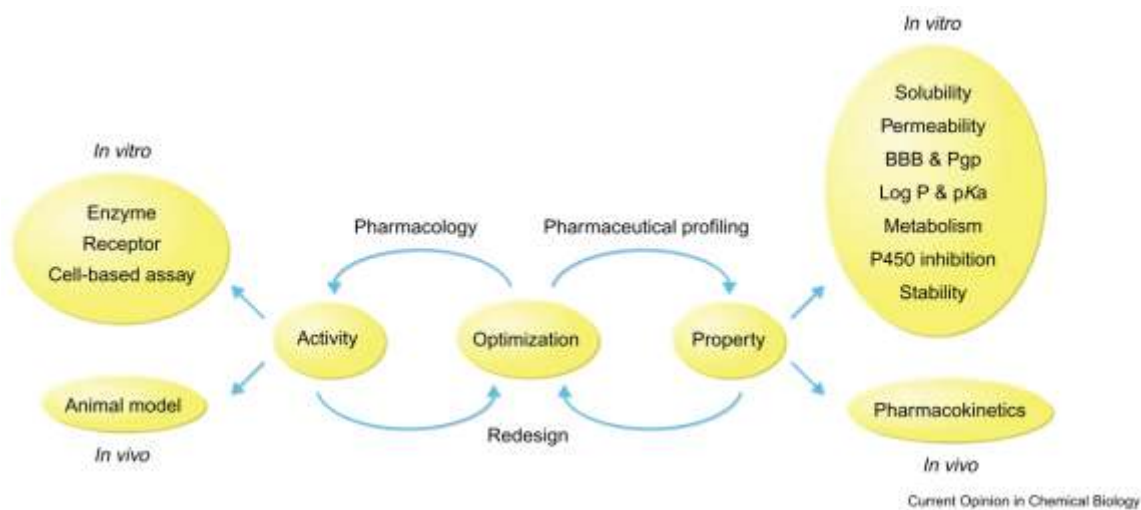 In vitro
Solubility
Permeability
BBB & Pgp
Log P & pKa
Metabolism
P450 inhibition
Stability
In vitro
Enzyme
Receptor
Cell-based assay
Pharmacology
Pharmaceutical profiling
Activity
Optimization
Property
Animal model
In vivo
Redesign
Pharmacokinetics
In vivo
Current Opinion in Chemical Biology